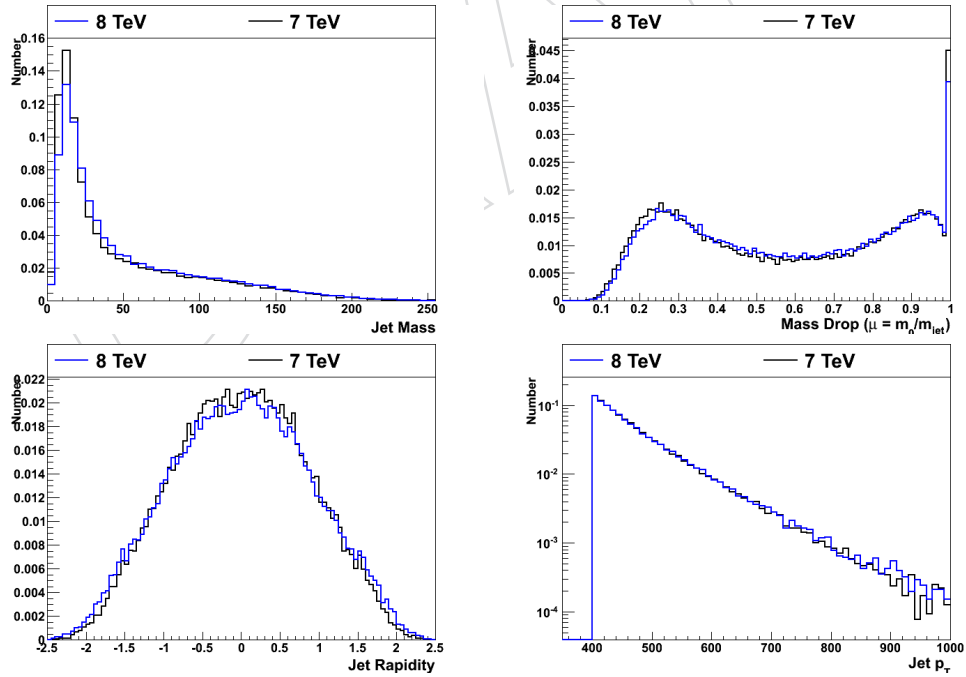 8 TeV 7 TeV
Number
0.16
0.14
0.12
0.1
0.08
0.06
0.04
0.02
0
0 50 100 150 200 250
Jet Mass
8 TeV 7 TeV
Number
0.045
0.04
0.035
0.03
0.025
0.02
0.015
0.01
0.005
0
0 0.1 0.2 0.3 0.4 0.5 0.6 0.7 0.8 0.9 1
Mass Drop (μ = m₀/mjet)
8 TeV 7 TeV
Number
0.022
0.02
0.018
0.016
0.014
0.012
0.01
0.008
0.006
0.004
0.002
0
-2.5 -2 -1.5 -1 -0.5 0 0.5 1 1.5 2 2.5
Jet Rapidity
8 TeV 7 TeV
Number
10⁻¹
10⁻²
10⁻³
10⁻⁴
400 500 600 700 800 900 1000
Jet pT